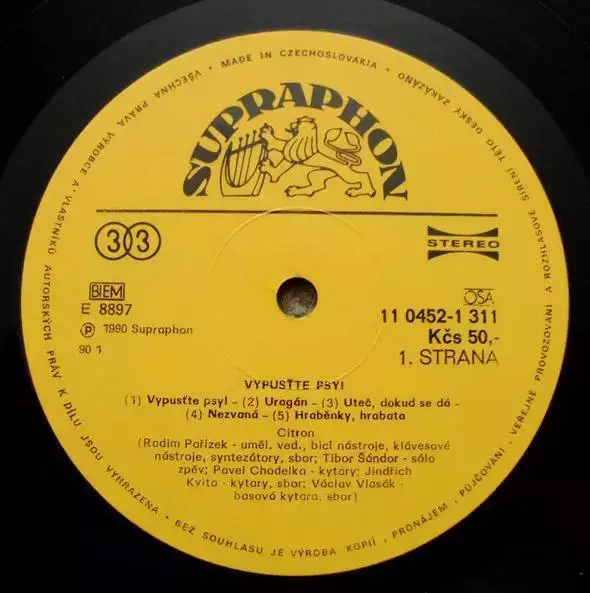 • MADE IN CZECHOSLOVAKIA •
VŠECHNA PRÁVA VÝROBCE A VLASTNÍKŮ AUTORSKÝCH PRÁV K DÍLU JSOU VYHRAZENA • BEZ SOUHLASU JE VÝROBA KOPIÍ, PRONÁJEM, PŮJČOVÁNÍ, VEŘEJNÉ PROVOZOVÁNÍ A ROZHLASOVÉ ŠÍŘENÍ TÉTO DESKY ZAKÁZÁNO
SUPRAPHON
33
STEREO
BIEM
E 8897
Ⓟ 1990 Supraphon
90 1
OSA
11 0452-1 311
Kčs 50,-
1. STRANA
VYPUSŤTE PSY!
(1) Vypusťte psy! - (2) Uragán - (3) Uteč, dokud se dá -
(4) Nezvaná - (5) Hraběnky, hrabata
Citron
(Radim Pařízek - uměl. ved., bicí nástroje, klávesové
nástroje, syntezátory, sbor; Tibor Šándor - sólo
zpěv; Pavel Chodelka - kytary; Jindřich
Kvita - kytary, sbor; Václav Vlasák -
basová kytara, sbor)